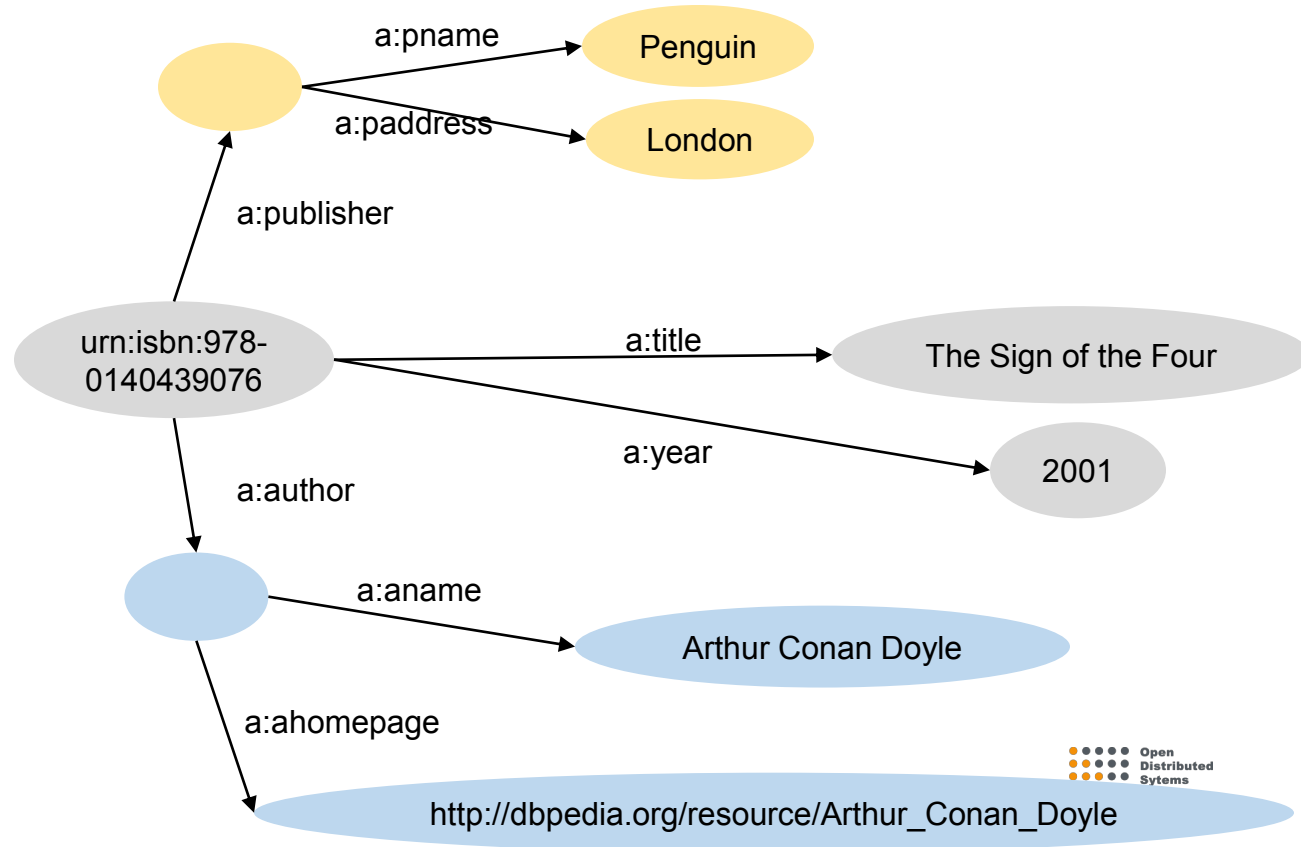 a:pname
Penguin
a:paddress
London
a:publisher
urn:isbn:978-
0140439076
a:title
The Sign of the Four
a:year
2001
a:author
a:aname
Arthur Conan Doyle
a:ahomepage
Open
Distributed
Sytems
http://dbpedia.org/resource/Arthur_Conan_Doyle